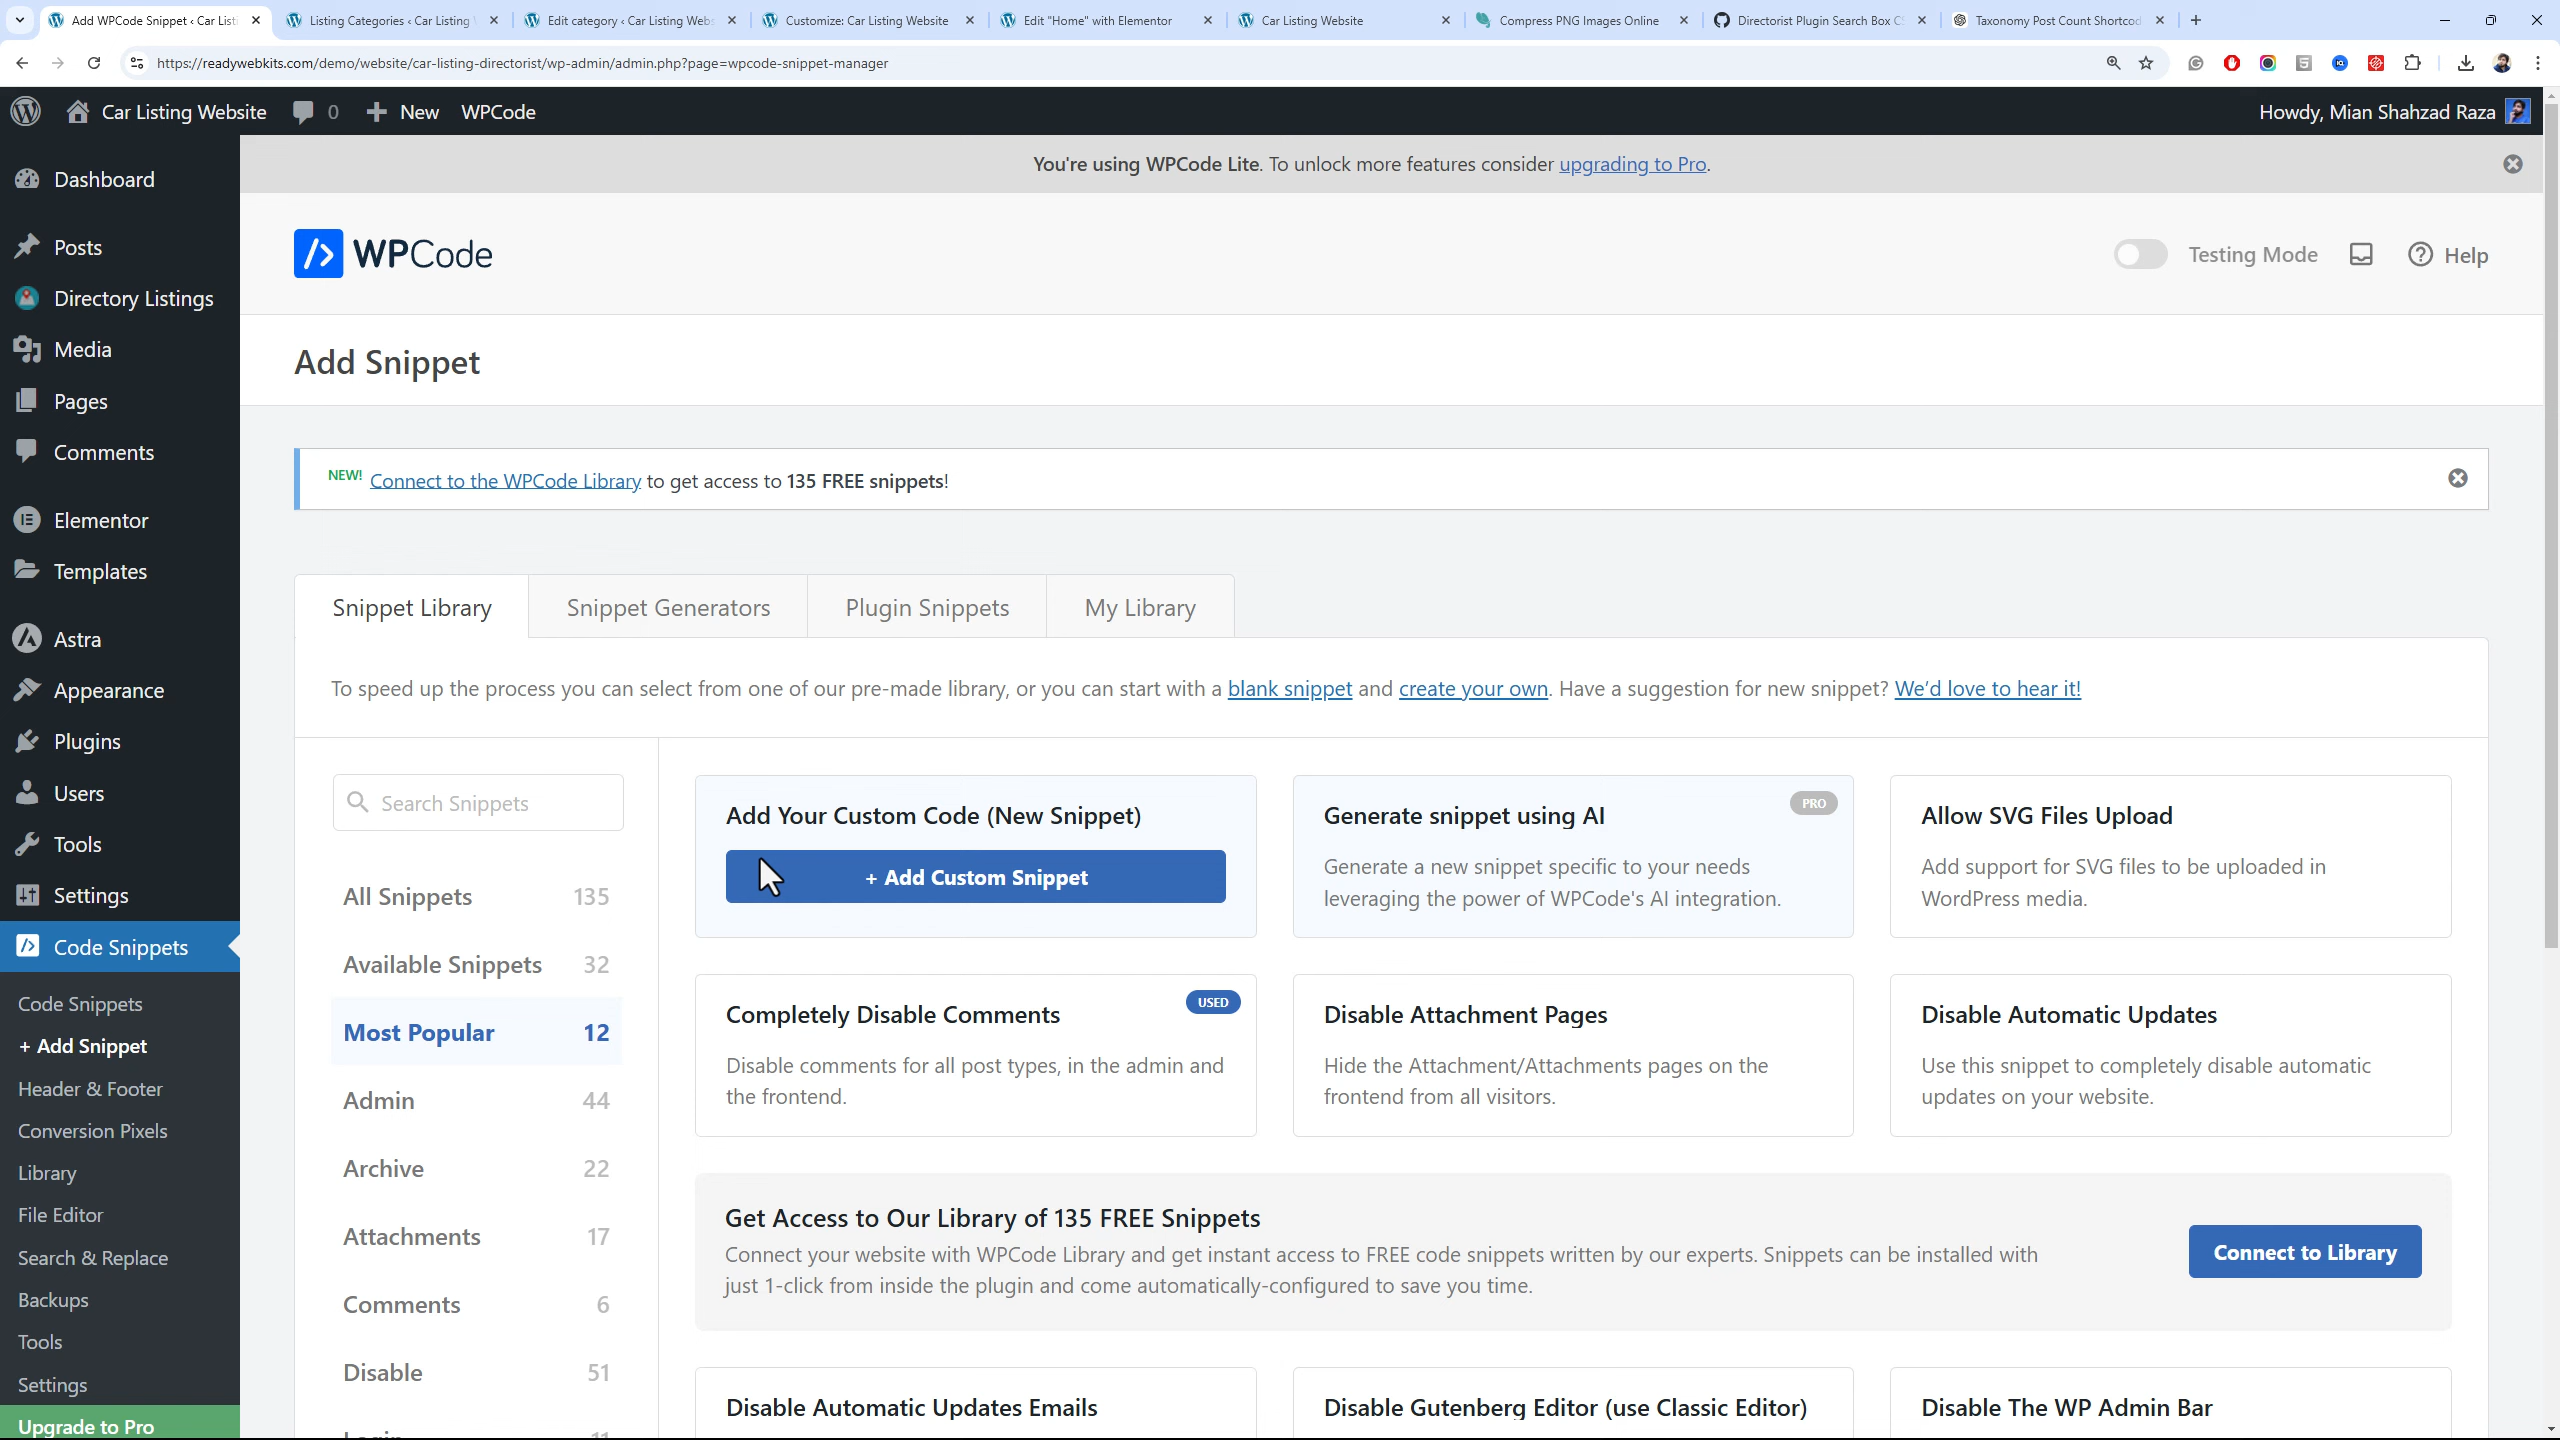 Add WPCode Snippet ‹ Car Listi
Listing Categories ‹ Car Listing
Edit category ‹ Car Listing Webs
Customize: Car Listing Website
Edit "Home" with Elementor
Car Listing Website
Compress PNG Images Online
Directorist Plugin Search Box CS
Taxonomy Post Count Shortcod
https://readywebkits.com/demo/website/car-listing-directorist/wp-admin/admin.php?page=wpcode-snippet-manager
Car Listing Website
0
New
WPCode
Howdy, Mian Shahzad Raza
Dashboard
Posts
Directory Listings
Media
Pages
Comments
Elementor
Templates
Astra
Appearance
Plugins
Users
Tools
Settings
Code Snippets
Code Snippets
+ Add Snippet
Header & Footer
Conversion Pixels
Library
File Editor
Search & Replace
Backups
Tools
Settings
Upgrade to Pro
You're using WPCode Lite. To unlock more features consider upgrading to Pro.
WPCode
Testing Mode
Help
Add Snippet
NEW! Connect to the WPCode Library to get access to 135 FREE snippets!
Snippet Library
Snippet Generators
Plugin Snippets
My Library
To speed up the process you can select from one of our pre-made library, or you can start with a blank snippet and create your own. Have a suggestion for new snippet? We'd love to hear it!
Search Snippets
All Snippets 135
Available Snippets 32
Most Popular 12
Admin 44
Archive 22
Attachments 17
Comments 6
Disable 51
Add Your Custom Code (New Snippet)
+ Add Custom Snippet
Generate snippet using AI
PRO
Generate a new snippet specific to your needs
leveraging the power of WPCode's AI integration.
Allow SVG Files Upload
Add support for SVG files to be uploaded in
WordPress media.
Completely Disable Comments
USED
Disable comments for all post types, in the admin and
the frontend.
Disable Attachment Pages
Hide the Attachment/Attachments pages on the
frontend from all visitors.
Disable Automatic Updates
Use this snippet to completely disable automatic
updates on your website.
Get Access to Our Library of 135 FREE Snippets
Connect your website with WPCode Library and get instant access to FREE code snippets written by our experts. Snippets can be installed with
just 1-click from inside the plugin and come automatically-configured to save you time.
Connect to Library
Disable Automatic Updates Emails
Disable Gutenberg Editor (use Classic Editor)
Disable The WP Admin Bar